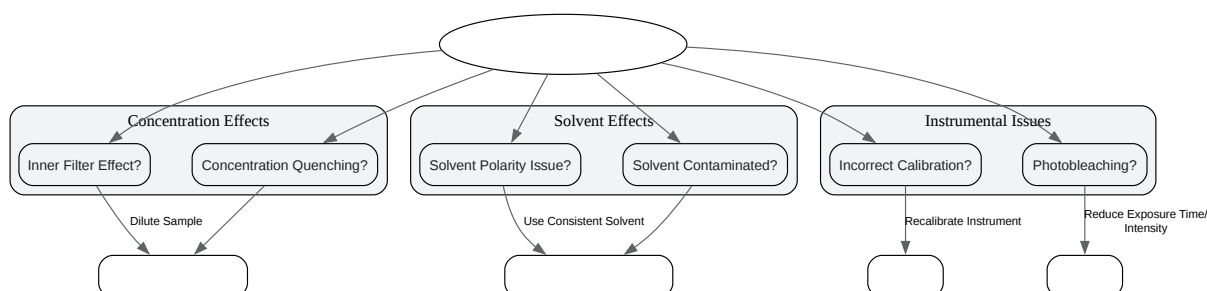 Concentration Effects
Solvent Effects
Instrumental Issues
Inner Filter Effect?
Concentration Quenching?
Solvent Polarity Issue?
Solvent Contaminated?
Incorrect Calibration?
Photobleaching?
Dilute Sample
Use Consistent Solvent
Recalibrate Instrument
Reduce Exposure Time/
Intensity